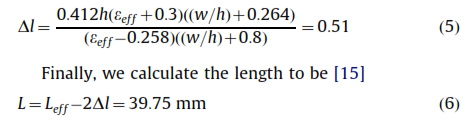 Δl = 0.412h(ε_eff + 0.3)((w/h) + 0.264) / (ε_eff − 0.258)((w/h) + 0.8) = 0.51 (5)
Finally, we calculate the length to be [15]
L = L_eff − 2Δl = 39.75 mm (6)